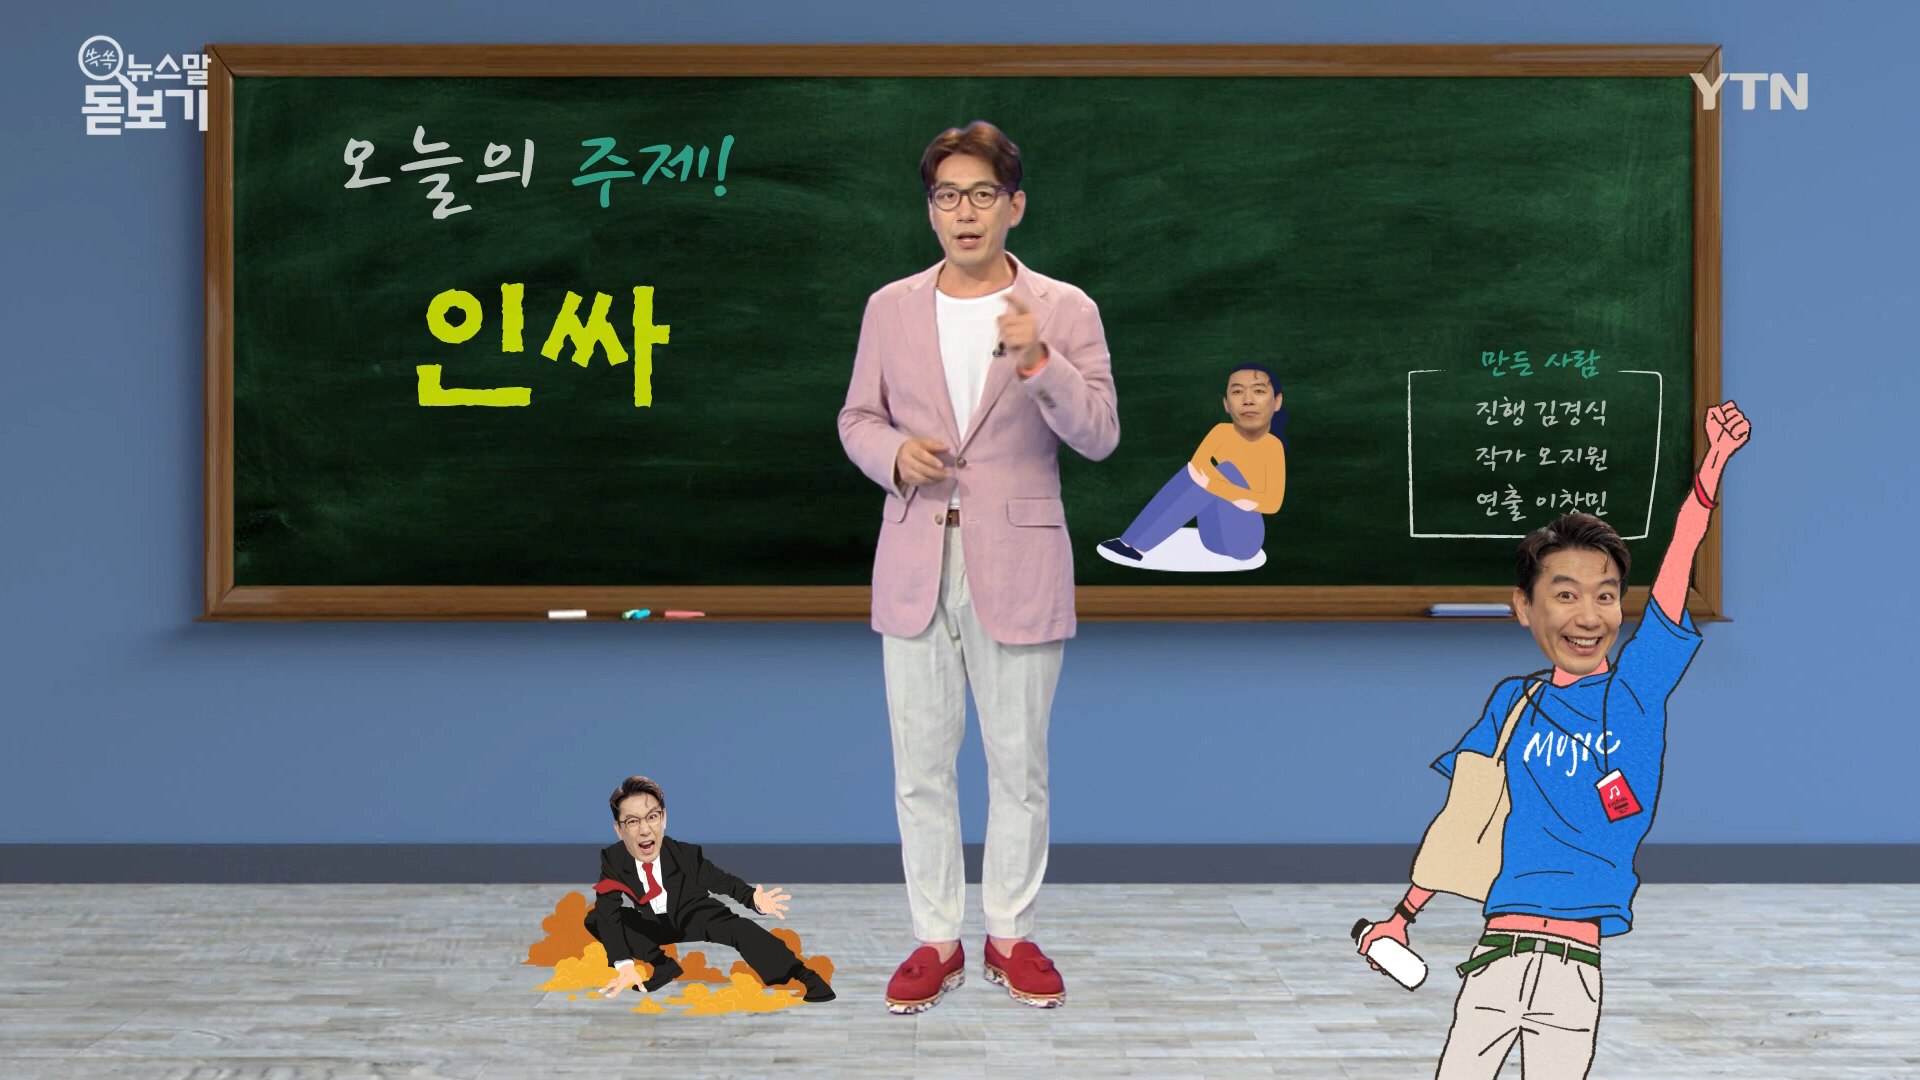 쏙쏙
뉴스말
돋보기
YTN
오늘의 주제!
인싸
만든 사람
진행 김경식
작가 오지원
연출 이창민
MUSIC